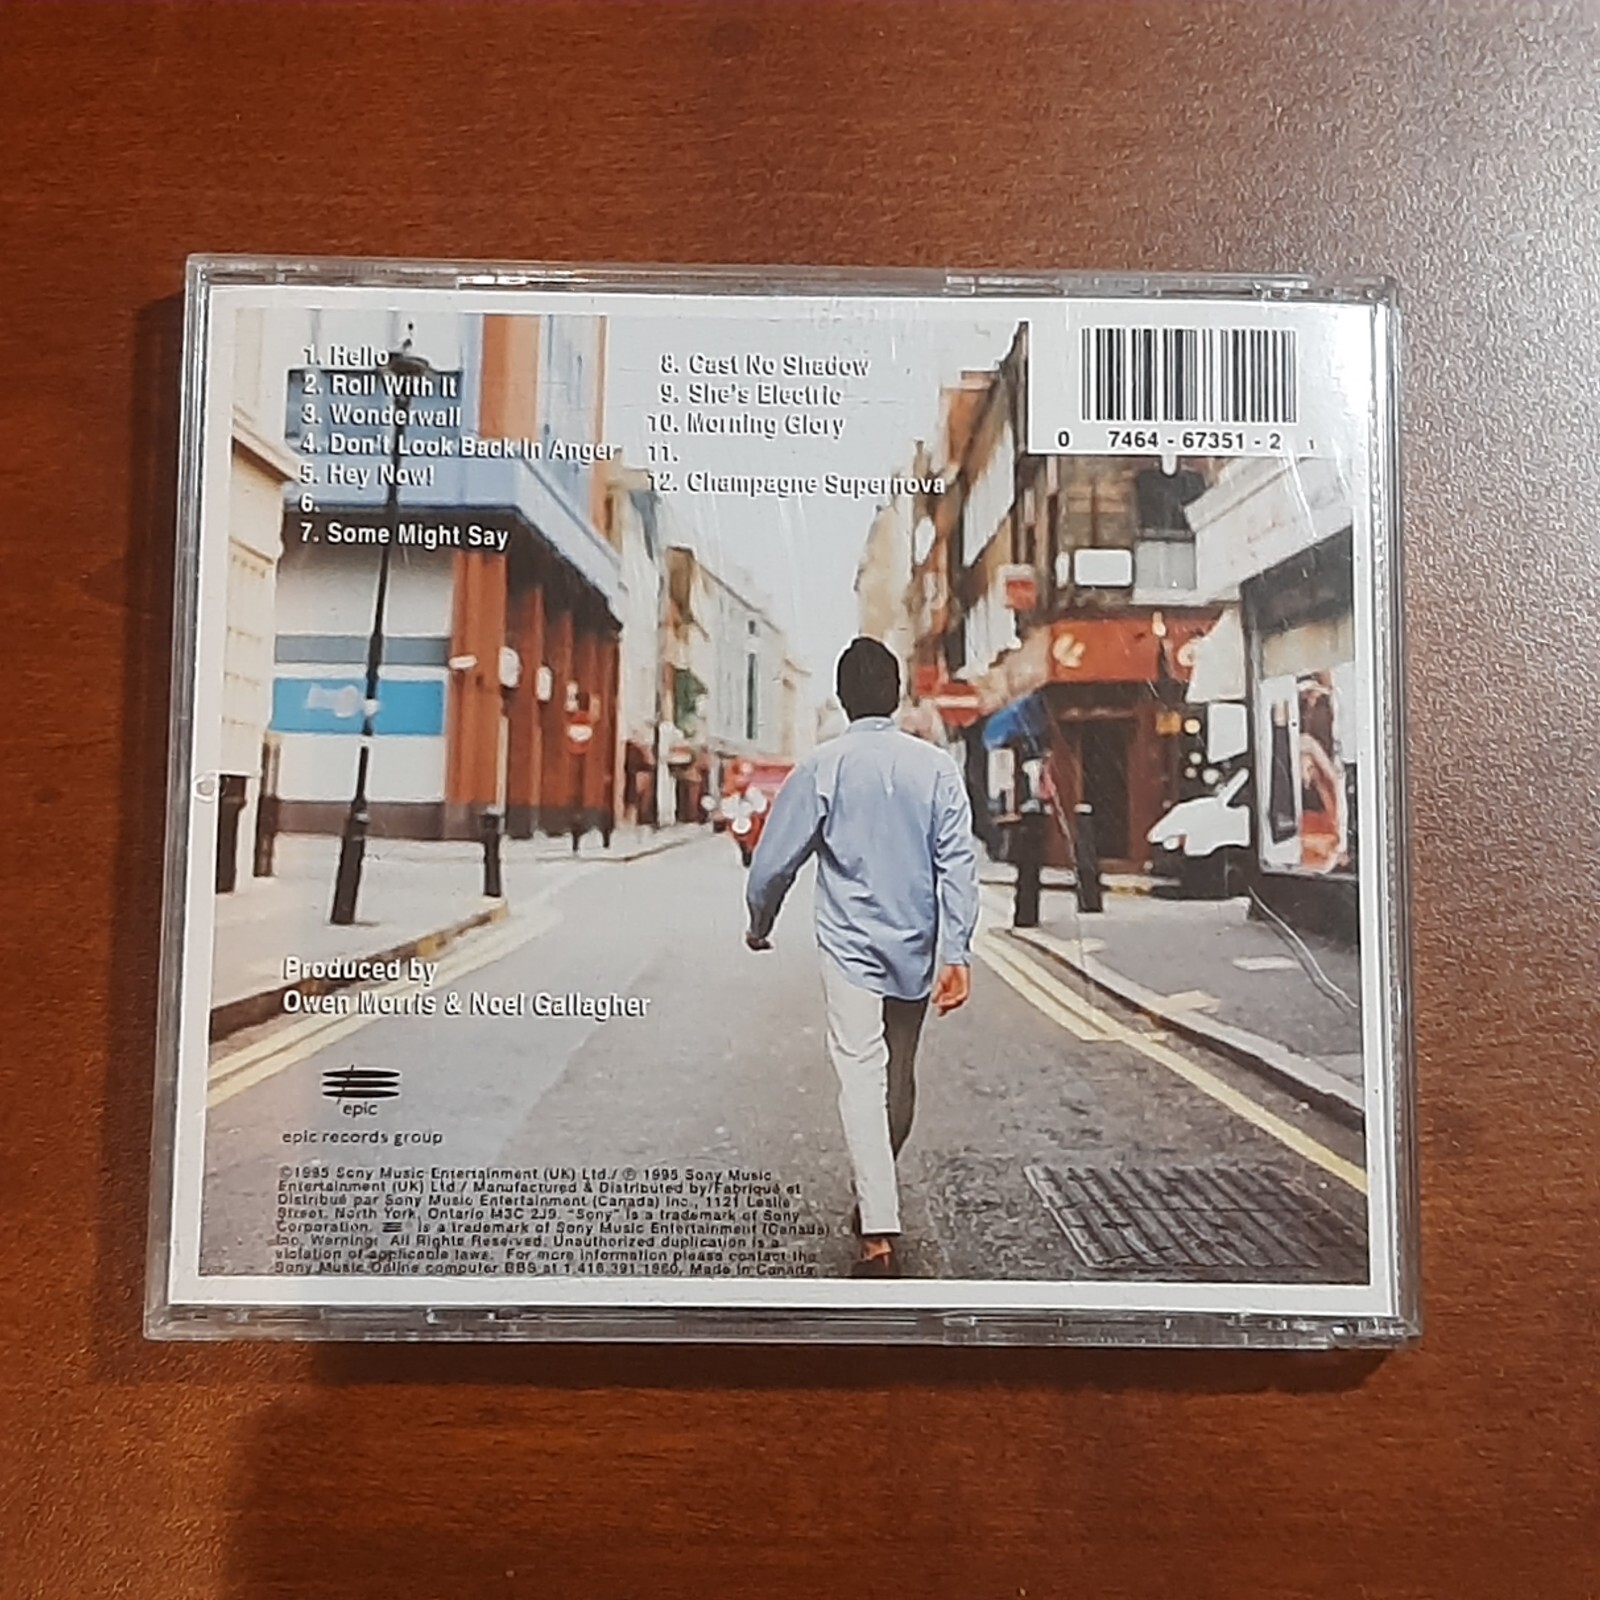 1. Hello
2. Roll With It
3. Wonderwall
4. Don't Look Back In Anger
5. Hey Now!
6.
7. Some Might Say
8. Cast No Shadow
9. She's Electric
10. Morning Glory
11.
12. Champagne Supernova
0 7464-67351-2 1
Produced by
Owen Morris & Noel Gallagher
epic
epic records group
©1995 Sony Music Entertainment (UK) Ltd./ ℗ 1995 Sony Music
Entertainment (UK) Ltd./ Manufactured & Distributed by/Fabriqué et
Distribué par Sony Music Entertainment (Canada) Inc., 1121 Leslie
Street, North York, Ontario M3C 2J9. "Sony" is a trademark of Sony
Corporation. is a trademark of Sony Music Entertainment (Canada)
Inc. Warning: All Rights Reserved. Unauthorized duplication is a
violation of applicable laws. For more information please contact the
Sony Music Online computer BBS at 1.416.391.1960. Made in Canada.